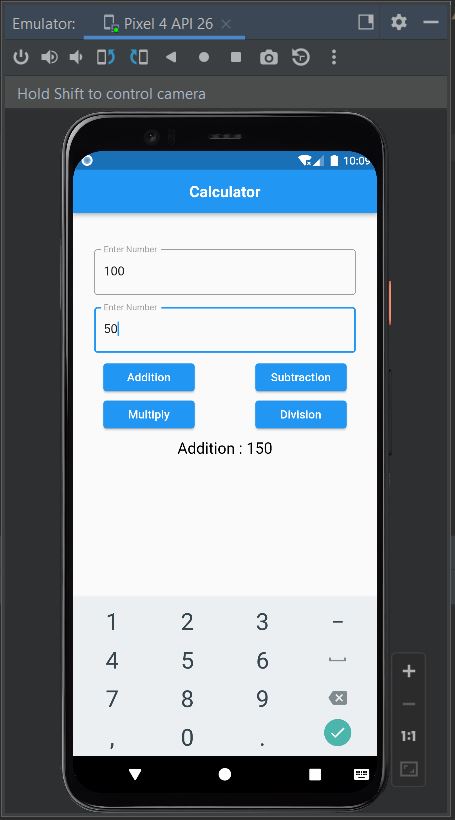 Emulator: Pixel 4 API 26
Hold Shift to control camera
10:09
Calculator
Enter Number
100
Enter Number
50
Addition Subtraction
Multiply Division
Addition : 150
1 2 3 -
4 5 6
7 8 9
, 0 .
1:1